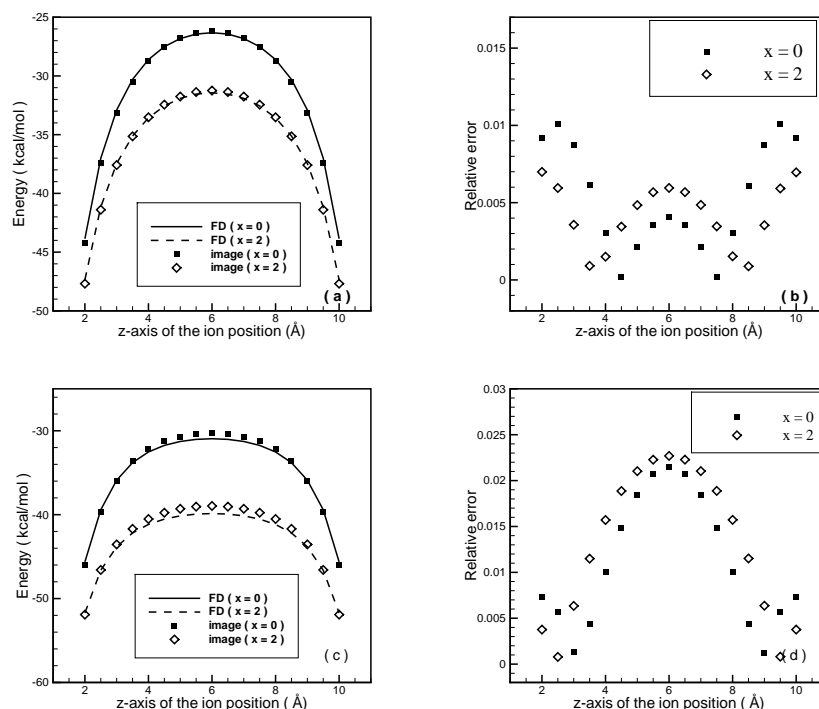 -25
-30
-35
-40
-45
-50
Energy ( kcal/mol )
FD ( x = 0 )
FD ( x = 2 )
image ( x = 0 )
image ( x = 2 )
( a )
2 4 6 8 10
z-axis of the ion position (Å)
0.015
0.01
0.005
0
Relative error
x = 0
x = 2
( b )
2 4 6 8 10
z-axis of the ion position (Å)
-30
-40
-50
-60
Energy ( kcal/mol )
FD ( x = 0 )
FD ( x = 2 )
image ( x = 0 )
image ( x = 2 )
( c )
2 4 6 8 10
z-axis of the ion position ( Å )
0.03
0.025
0.02
0.015
0.01
0.005
0
Relative error
x = 0
x = 2
( d )
2 4 6 8 10
z-axis of the ion position ( Å )